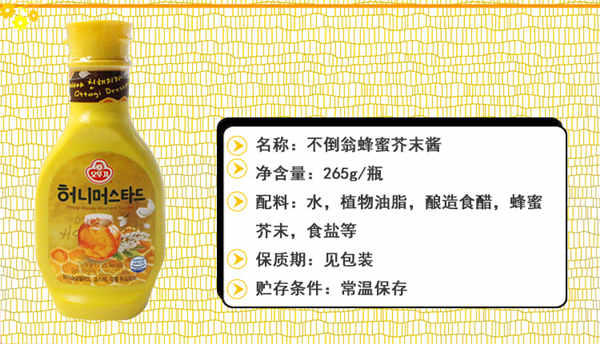 오뚜기
허니머스타드
名称：不倒翁蜂蜜芥末酱
净含量：265g/瓶
配料：水，植物油脂，酿造食醋，蜂蜜
芥末，食盐等
保质期：见包装
贮存条件：常温保存